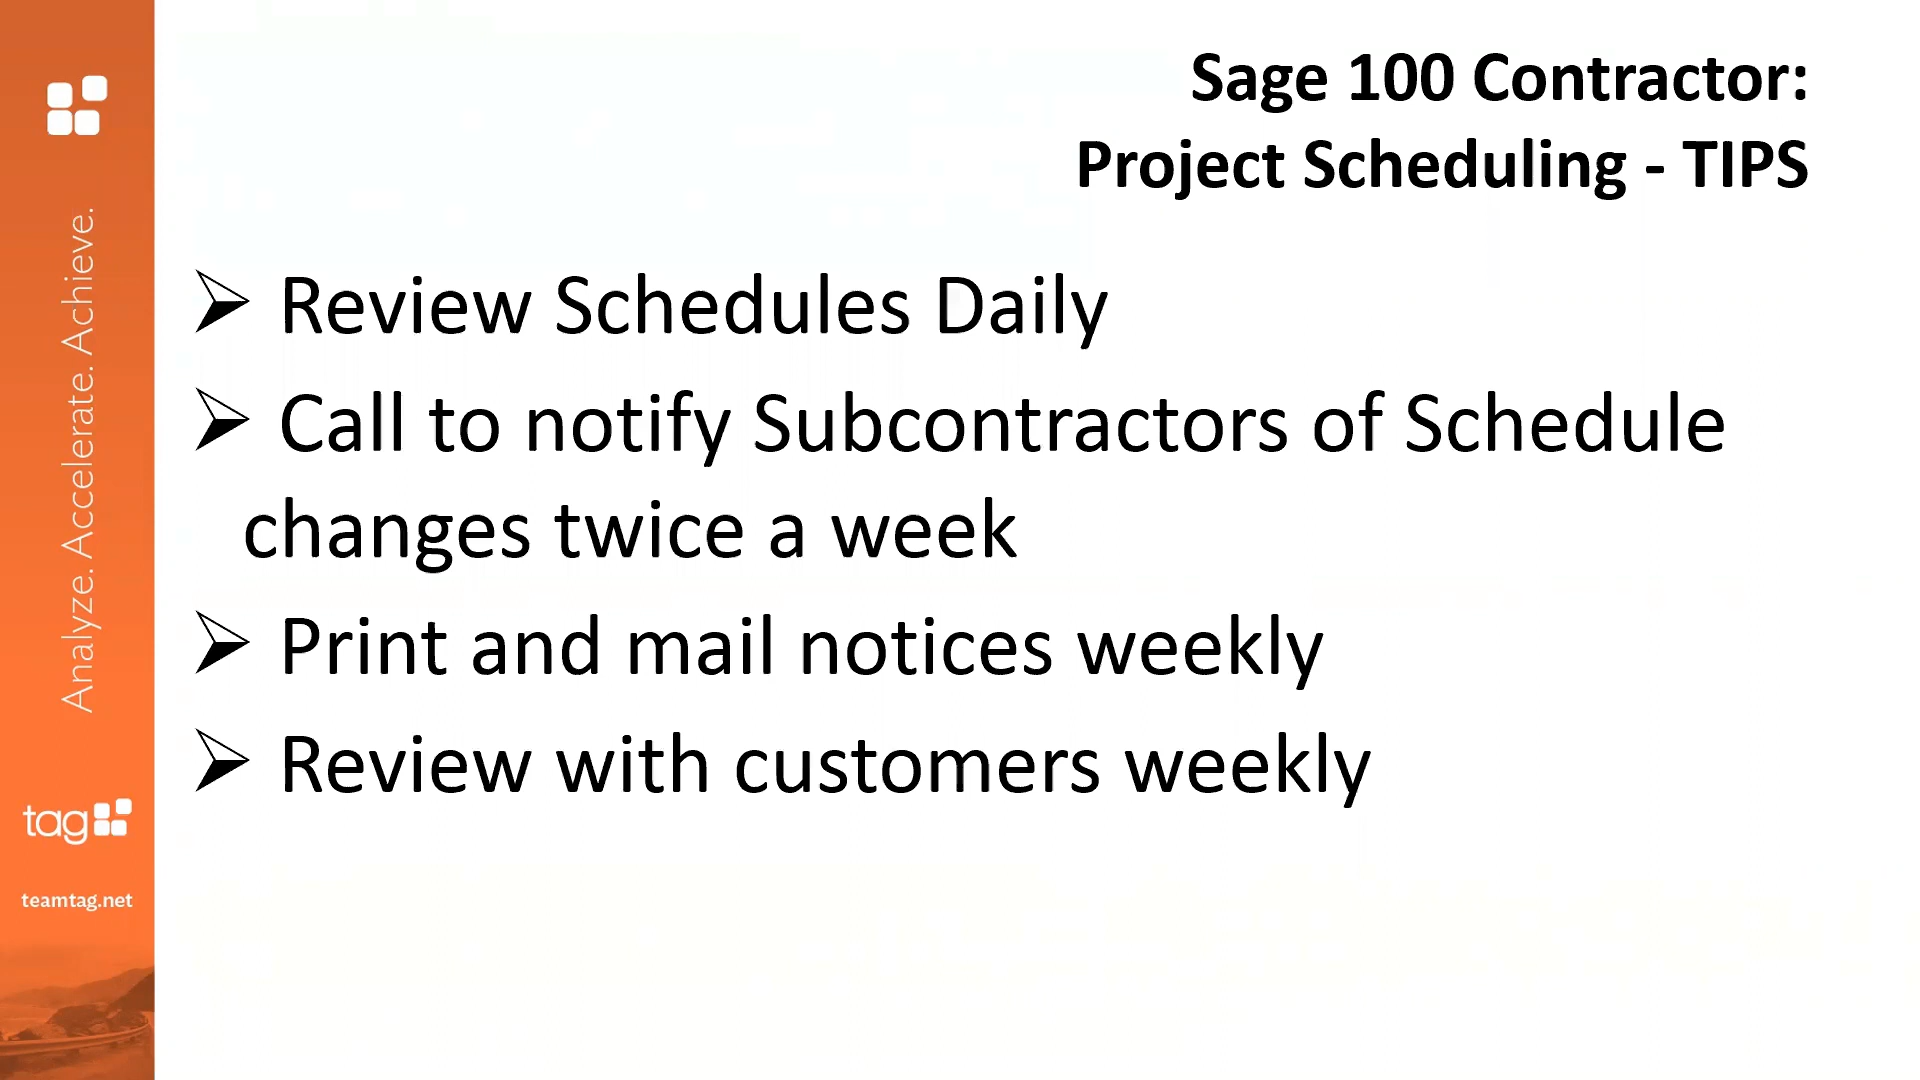 Sage 100 Contractor:
Project Scheduling - TIPS
Review Schedules Daily
Call to notify Subcontractors of Schedule
changes twice a week
Print and mail notices weekly
Review with customers weekly
Analyze. Accelerate. Achieve.
tag
teamtag.net